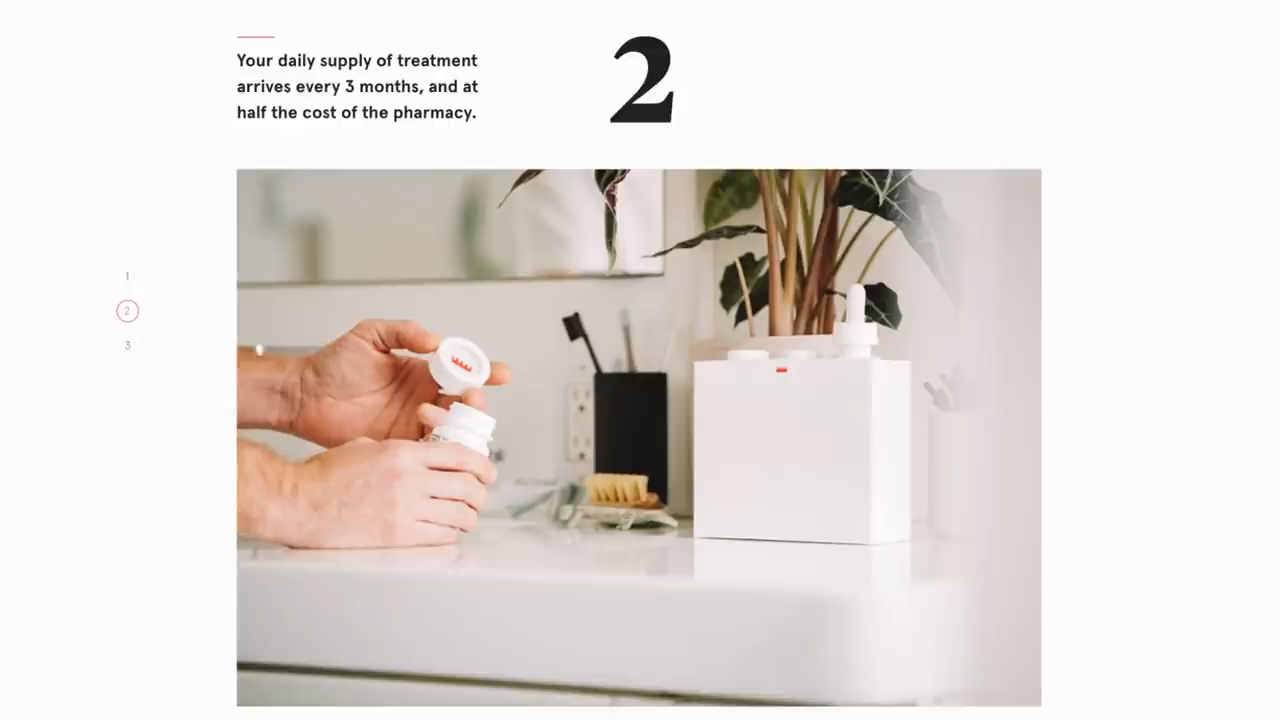 Your daily supply of treatment
arrives every 3 months, and at
half the cost of the pharmacy.
2
1
2
3